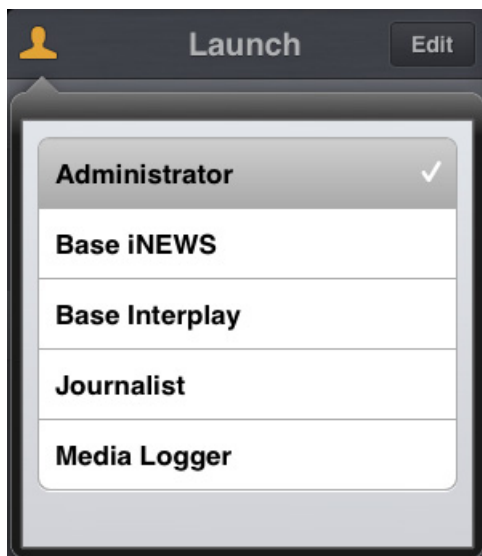 Launch
Edit
Administrator
Base iNEWS
Base Interplay
Journalist
Media Logger